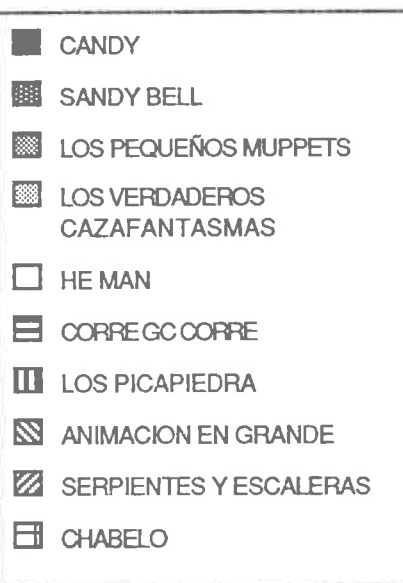 CANDY
SANDY BELL
LOS PEQUEÑOS MUPPETS
LOS VERDADEROS
CAZAFANTASMAS
HE MAN
CORRE GC CORRE
LOS PICAPIEDRA
ANIMACION EN GRANDE
SERPIENTES Y ESCALERAS
CHABELO